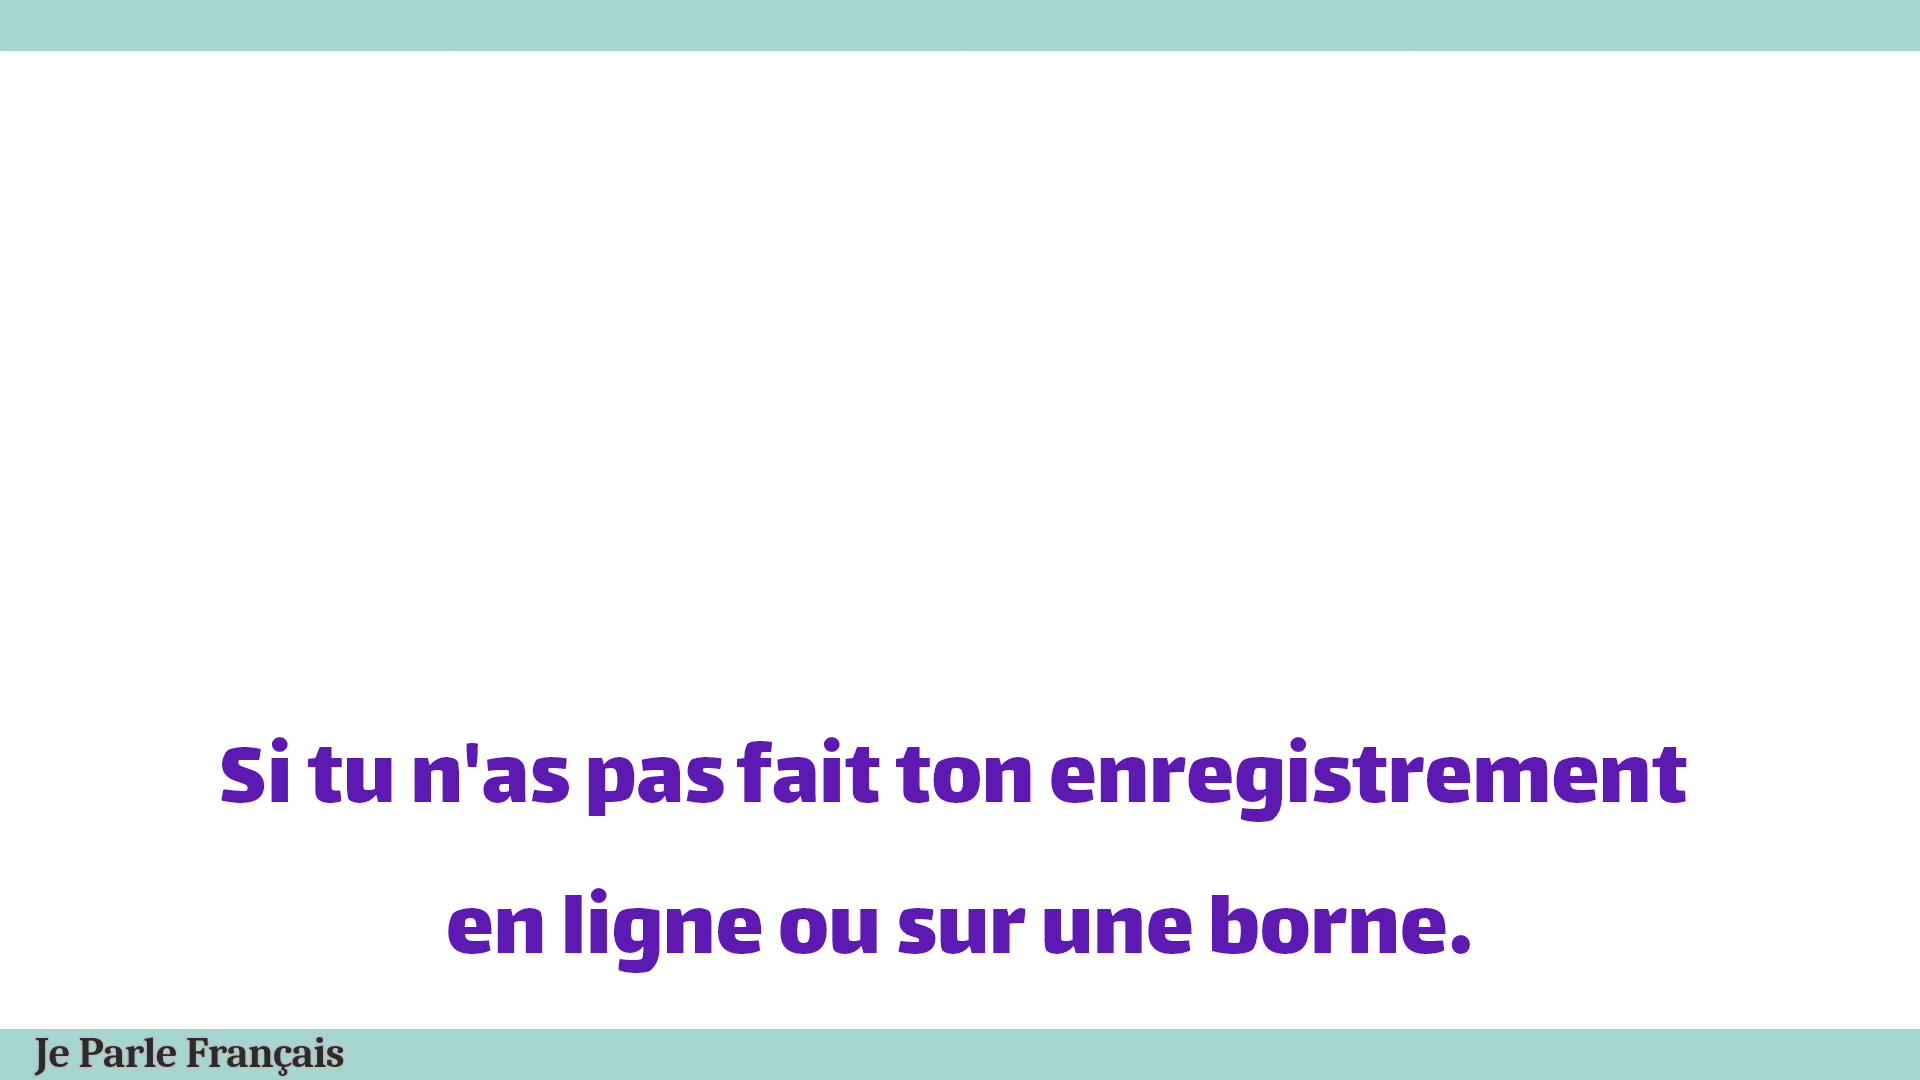 Si tu n'as pas fait ton enregistrement
en ligne ou sur une borne.
Je Parle Français